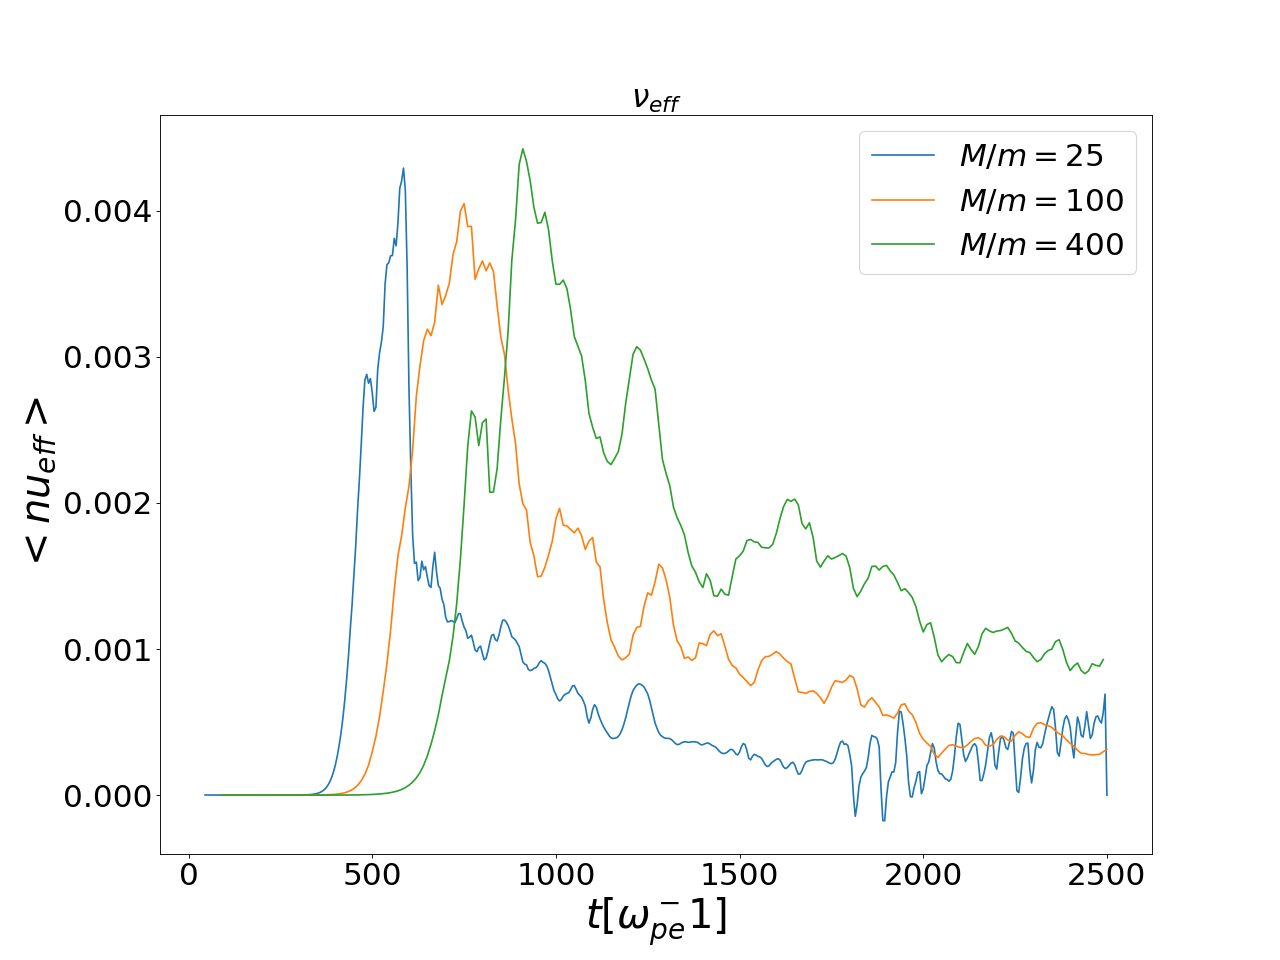 ν_eff
M/m = 25
M/m = 100
M/m = 400
< nu_eff >
0.004
0.003
0.002
0.001
0.000
0 500 1000 1500 2000 2500
t[ω_pe^-1]